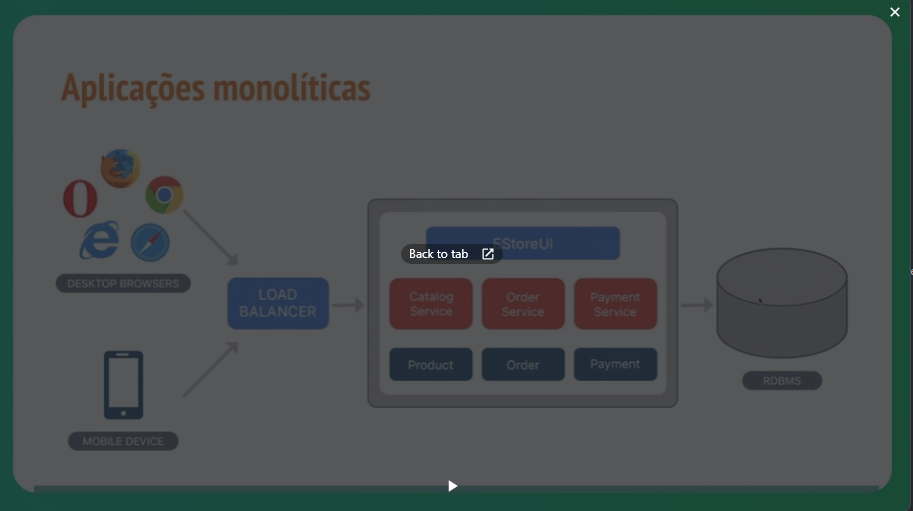 Aplicações monolíticas
DESKTOP BROWSERS
MOBILE DEVICE
LOAD
BALANCER
EStoreUI
Back to tab
Catalog
Service
Order
Service
Payment
Service
Product
Order
Payment
RDBMS